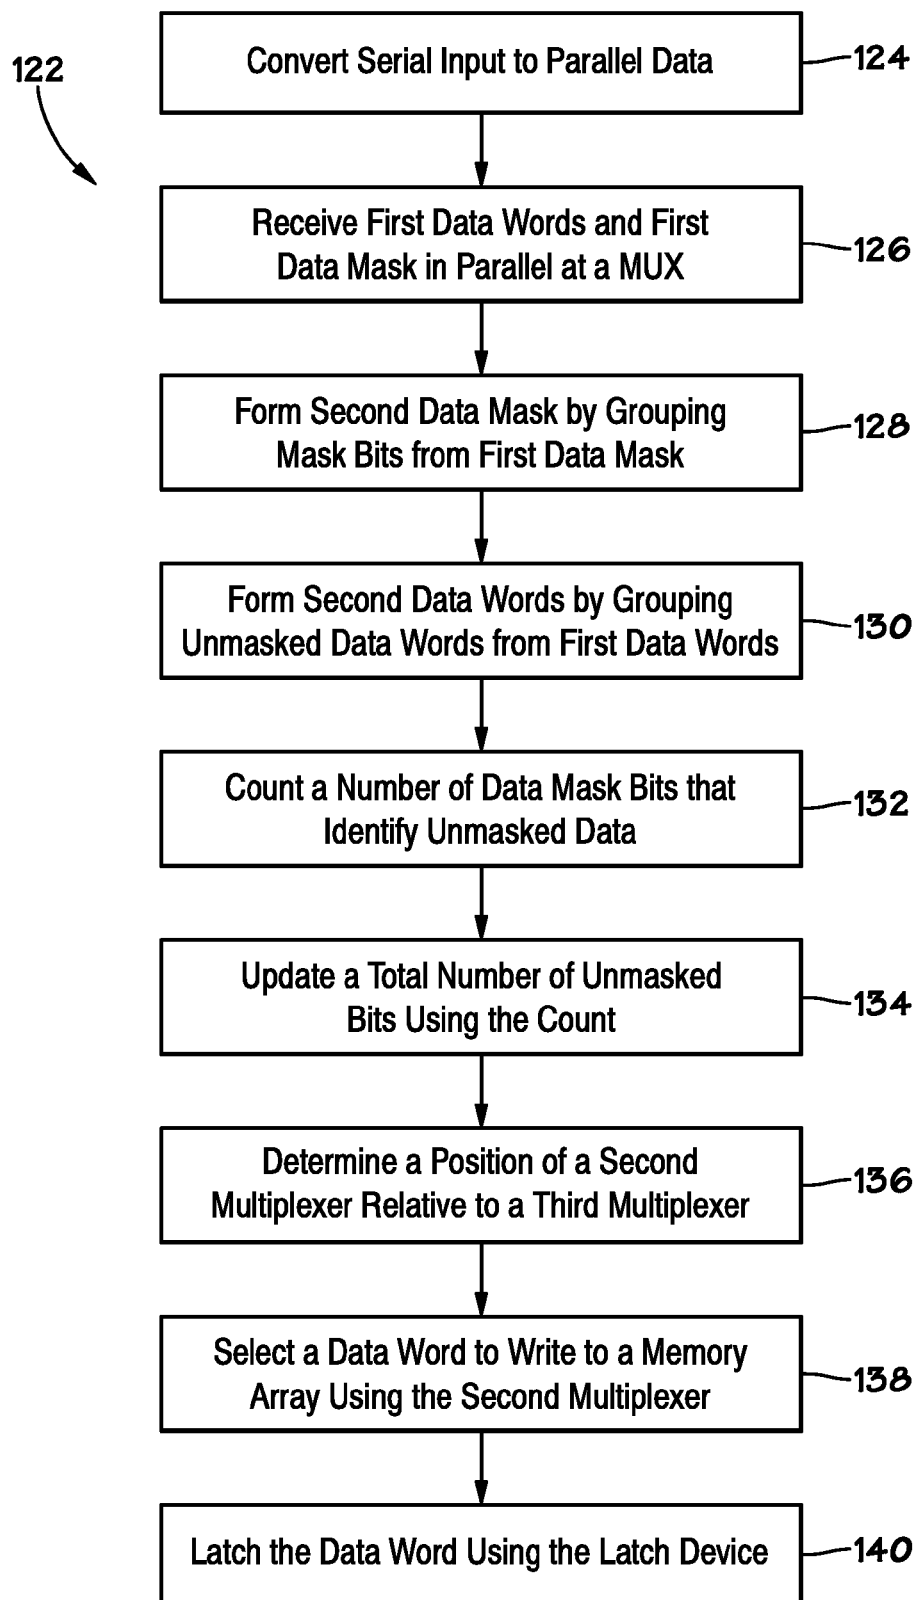 122
Convert Serial Input to Parallel Data
124
Receive First Data Words and First
Data Mask in Parallel at a MUX
126
Form Second Data Mask by Grouping
Mask Bits from First Data Mask
128
Form Second Data Words by Grouping
Unmasked Data Words from First Data Words
130
Count a Number of Data Mask Bits that
Identify Unmasked Data
132
Update a Total Number of Unmasked
Bits Using the Count
134
Determine a Position of a Second
Multiplexer Relative to a Third Multiplexer
136
Select a Data Word to Write to a Memory
Array Using the Second Multiplexer
138
Latch the Data Word Using the Latch Device
140